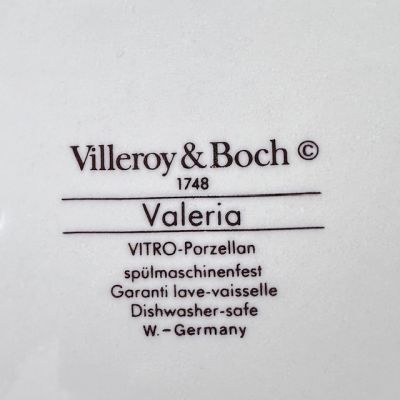 Villeroy & Boch ©
1748
Valeria
VITRO-Porzellan
spülmaschinenfest
Garanti lave-vaisselle
Dishwasher-safe
W.-Germany